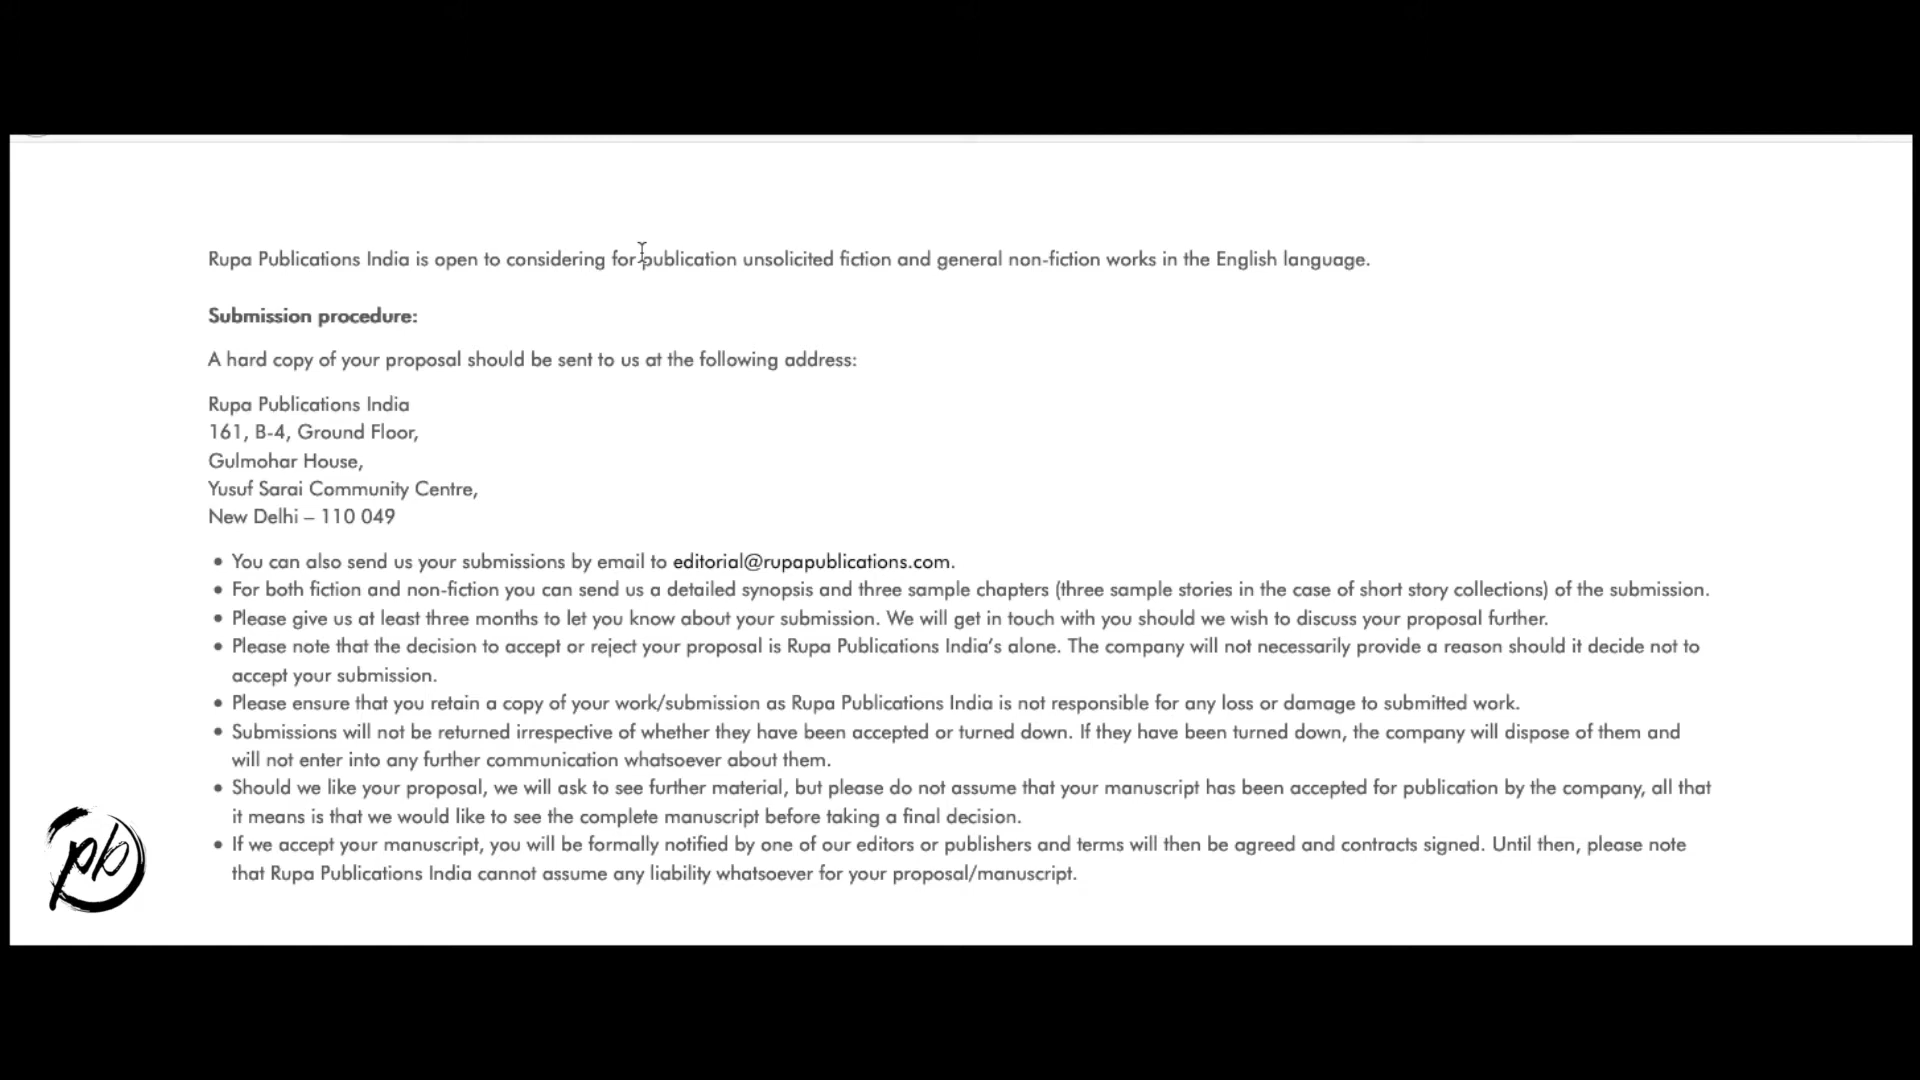 Rupa Publications India is open to considering for publication unsolicited fiction and general non-fiction works in the English language.
Submission procedure:
A hard copy of your proposal should be sent to us at the following address:
Rupa Publications India
161, B-4, Ground Floor,
Gulmohar House,
Yusuf Sarai Community Centre,
New Delhi – 110 049
• You can also send us your submissions by email to editorial@rupapublications.com.
• For both fiction and non-fiction you can send us a detailed synopsis and three sample chapters (three sample stories in the case of short story collections) of the submission.
• Please give us at least three months to let you know about your submission. We will get in touch with you should we wish to discuss your proposal further.
• Please note that the decision to accept or reject your proposal is Rupa Publications India’s alone. The company will not necessarily provide a reason should it decide not to
accept your submission.
• Please ensure that you retain a copy of your work/submission as Rupa Publications India is not responsible for any loss or damage to submitted work.
• Submissions will not be returned irrespective of whether they have been accepted or turned down. If they have been turned down, the company will dispose of them and
will not enter into any further communication whatsoever about them.
• Should we like your proposal, we will ask to see further material, but please do not assume that your manuscript has been accepted for publication by the company, all that
it means is that we would like to see the complete manuscript before taking a final decision.
• If we accept your manuscript, you will be formally notified by one of our editors or publishers and terms will then be agreed and contracts signed. Until then, please note
that Rupa Publications India cannot assume any liability whatsoever for your proposal/manuscript.
pb